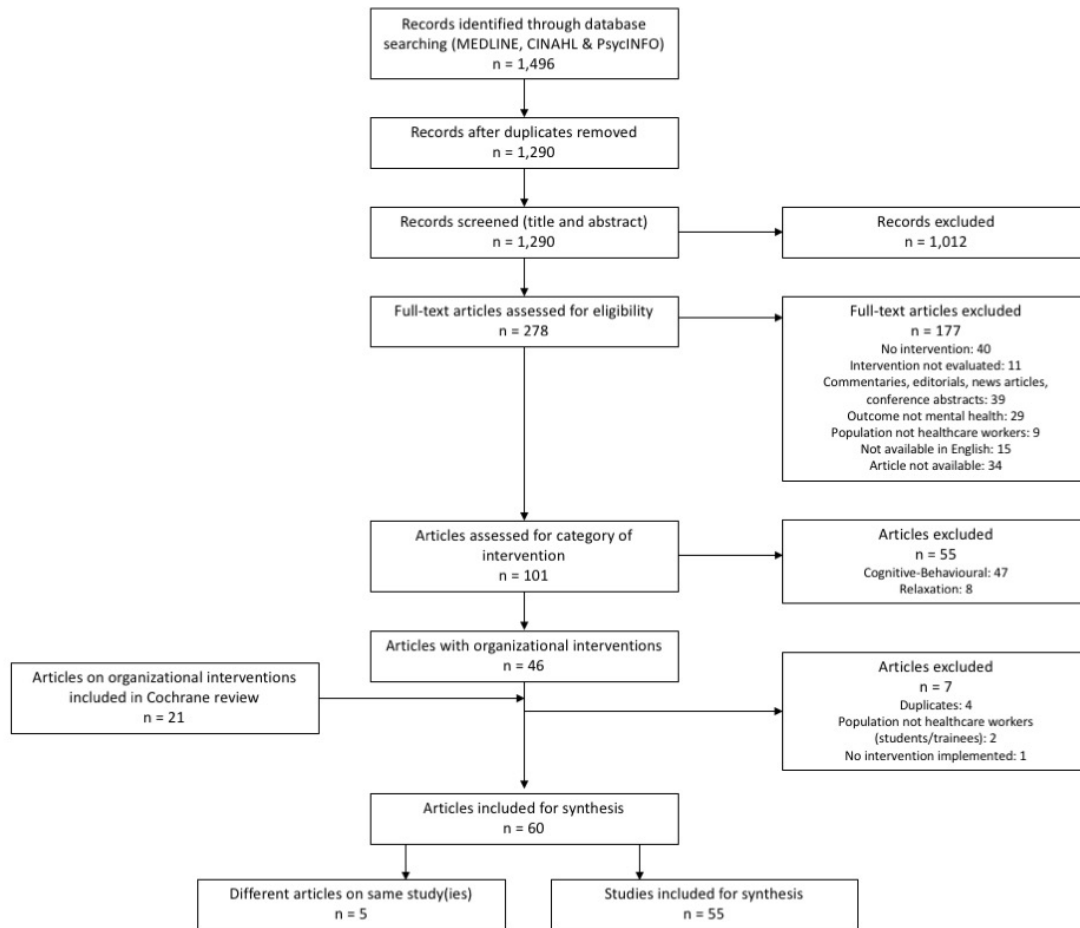 Records identified through database
searching (MEDLINE, CINAHL & PsycINFO)
n = 1,496
Records after duplicates removed
n = 1,290
Records screened (title and abstract)
n = 1,290
Records excluded
n = 1,012
Full-text articles assessed for eligibility
n = 278
Full-text articles excluded
n = 177
No intervention: 40
Intervention not evaluated: 11
Commentaries, editorials, news articles,
conference abstracts: 39
Outcome not mental health: 29
Population not healthcare workers: 9
Not available in English: 15
Article not available: 34
Articles assessed for category of
intervention
n = 101
Articles excluded
n = 55
Cognitive-Behavioural: 47
Relaxation: 8
Articles with organizational interventions
n = 46
Articles on organizational interventions
included in Cochrane review
n = 21
Articles excluded
n = 7
Duplicates: 4
Population not healthcare workers
(students/trainees): 2
No intervention implemented: 1
Articles included for synthesis
n = 60
Different articles on same study(ies)
n = 5
Studies included for synthesis
n = 55